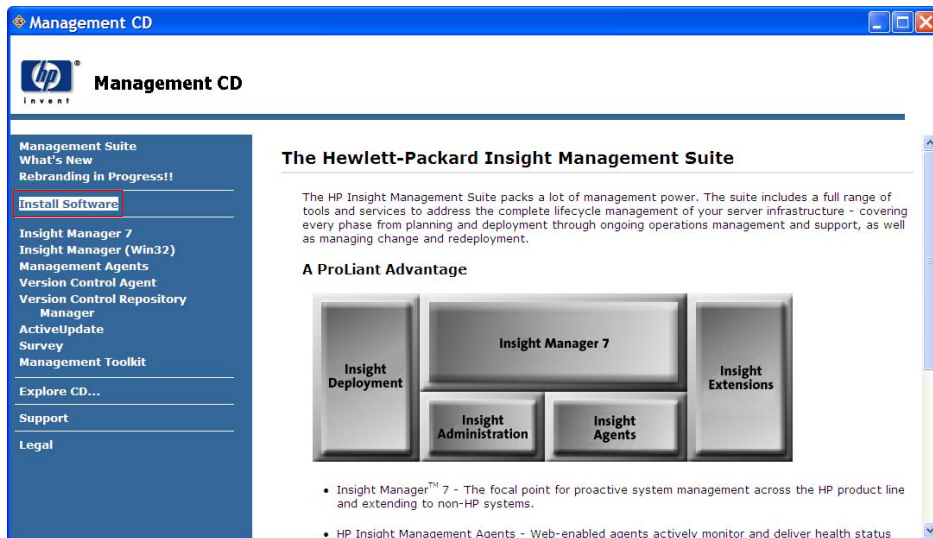 Management CD
hp
®
invent
Management CD
Management Suite
What's New
Rebranding in Progress!!
Install Software
Insight Manager 7
Insight Manager (Win32)
Management Agents
Version Control Agent
Version Control Repository
Manager
ActiveUpdate
Survey
Management Toolkit
Explore CD...
Support
Legal
The Hewlett-Packard Insight Management Suite
The HP Insight Management Suite packs a lot of management power. The suite includes a full range of
tools and services to address the complete lifecycle management of your server infrastructure - covering
every phase from planning and deployment through ongoing operations management and support, as well
as managing change and redeployment.
A ProLiant Advantage
Insight
Deployment
Insight Manager 7
Insight
Administration
Insight
Agents
Insight
Extensions
• Insight Manager™ 7 - The focal point for proactive system management across the HP product line
and extending to non-HP systems.
• HP Insight Management Agents - Web-enabled agents actively monitor and deliver health status